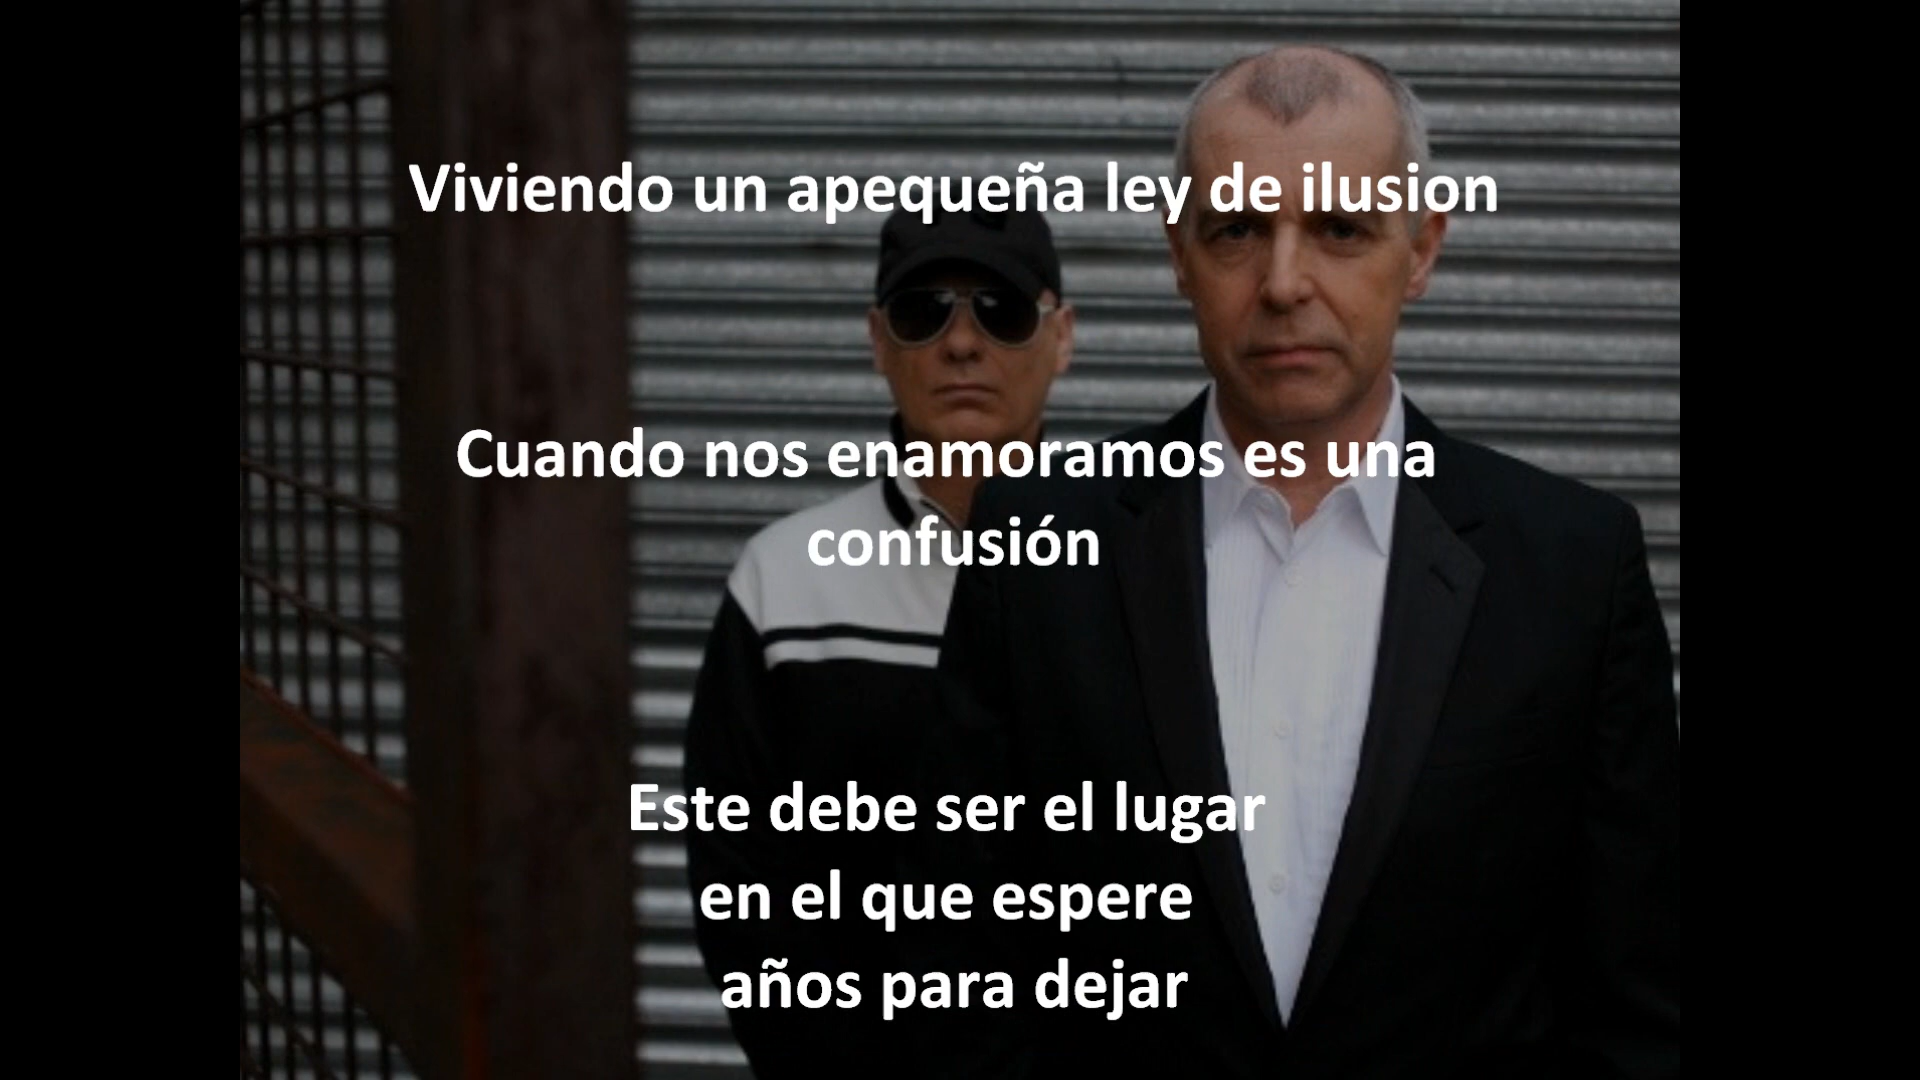 Viviendo un apequeña ley de ilusion
Cuando nos enamoramos es una
confusión
Este debe ser el lugar
en el que espere
años para dejar